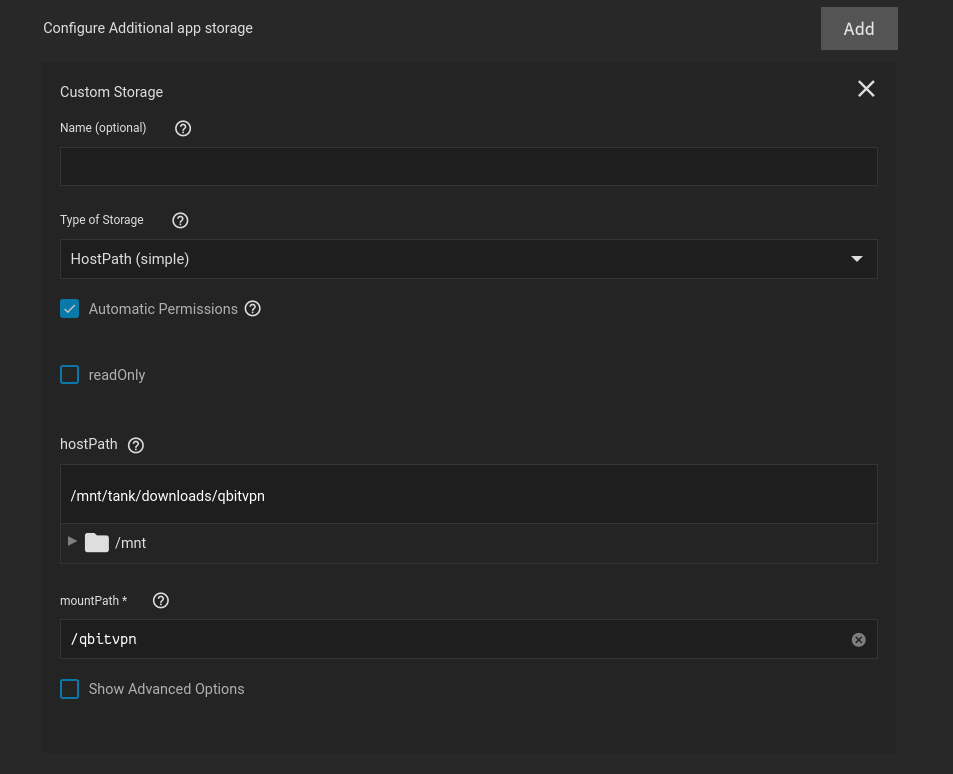 Configure Additional app storage
Add
Custom Storage
Name (optional)
Type of Storage
HostPath (simple)
Automatic Permissions
readOnly
hostPath
/mnt/tank/downloads/qbitvpn
/mnt
mountPath *
/qbitvpn
Show Advanced Options